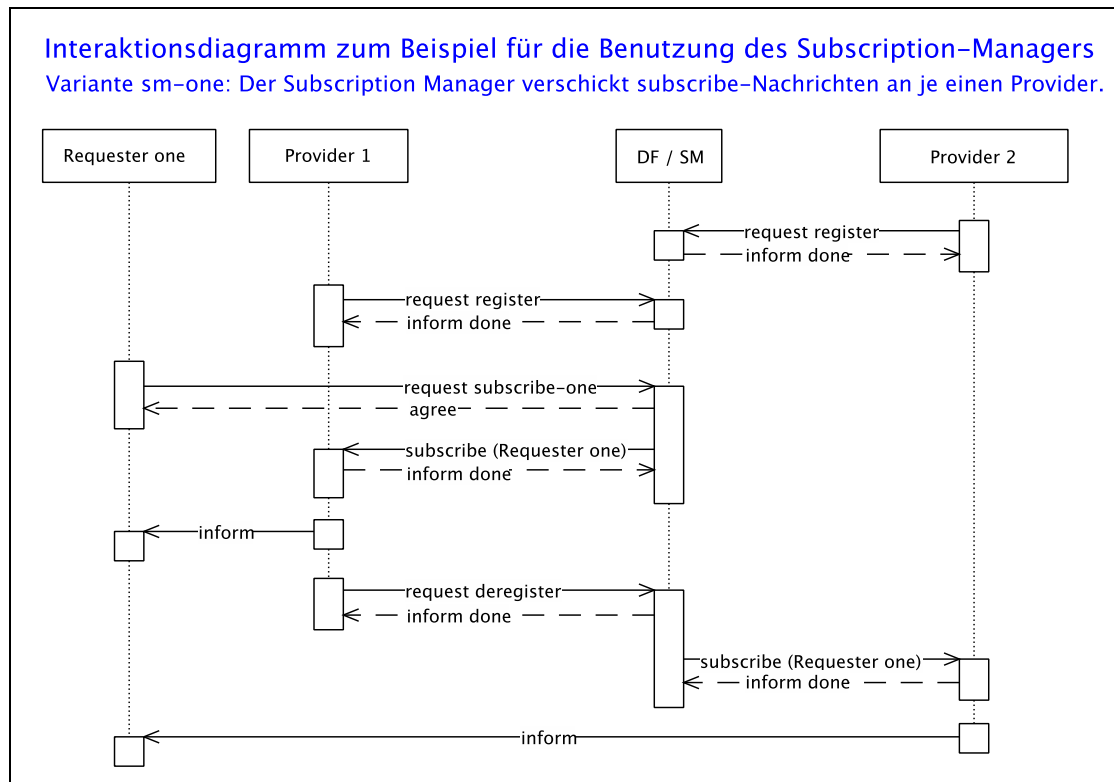 Interaktionsdiagramm zum Beispiel für die Benutzung des Subscription-Managers
Variante sm-one: Der Subscription Manager verschickt subscribe-Nachrichten an je einen Provider.
Requester one
Provider 1
DF / SM
Provider 2
request register
inform done
request register
inform done
request subscribe-one
agree
subscribe (Requester one)
inform done
inform
request deregister
inform done
subscribe (Requester one)
inform done
inform